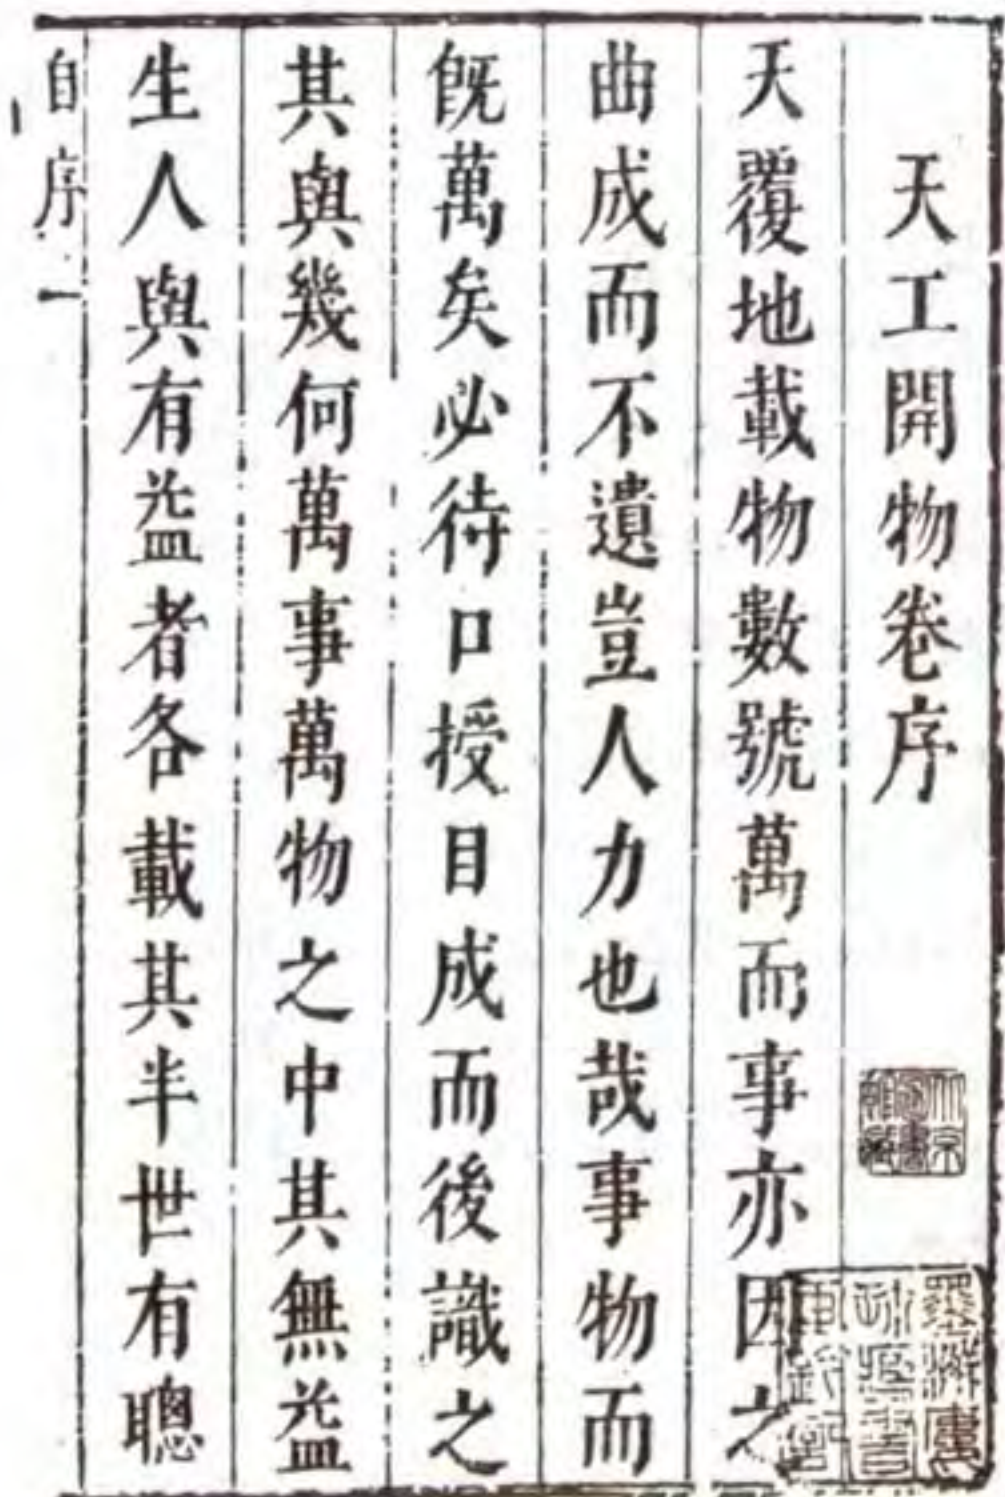 天工開物卷序
天覆地載物數號萬而事亦因之
曲成而不遺豈人力也哉事物而
旣萬矣必待口授目成而後識之
其與幾何萬事萬物之中其無益
生人與有益者各載其半世有聰
自序一